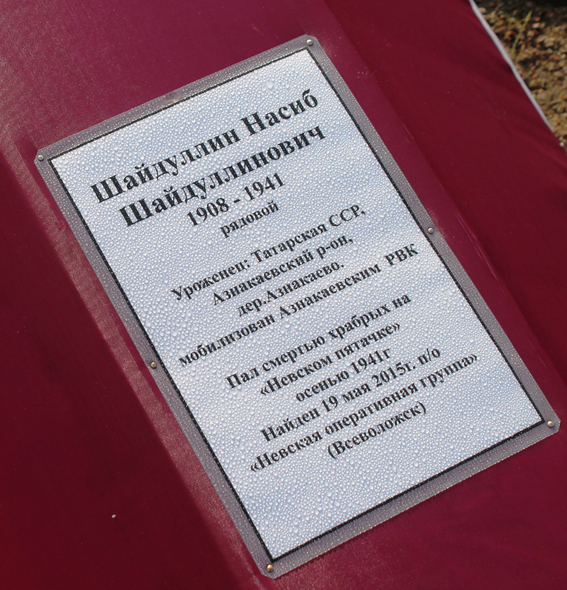 Шайдуллин Насиб
Шайдуллинович
1908 - 1941
рядовой
Уроженец: Татарская ССР,
Азнакаевский р-он,
дер.Азнакаево.
мобилизован Азнакаевским РВК
Пал смертью храбрых на
«Невском пятачке»
осенью 1941г
Найден 19 мая 2015г. п/о
«Невская оперативная группа»
(Всеволожск)